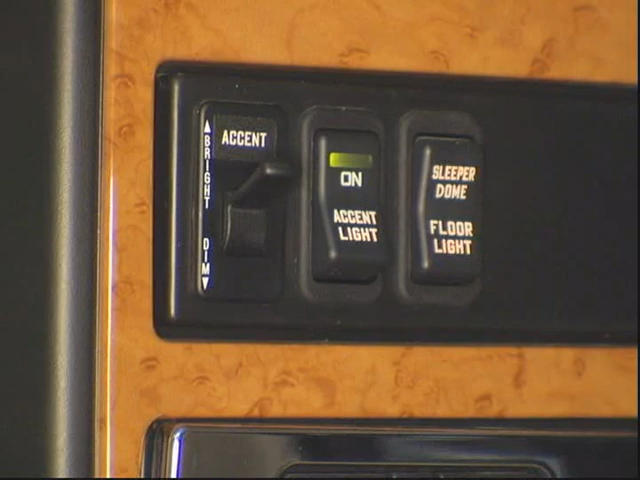 ACCENT
▲BRIGHT DIM▼
ON
ACCENT
LIGHT
SLEEPER
DOME
FLOOR
LIGHT